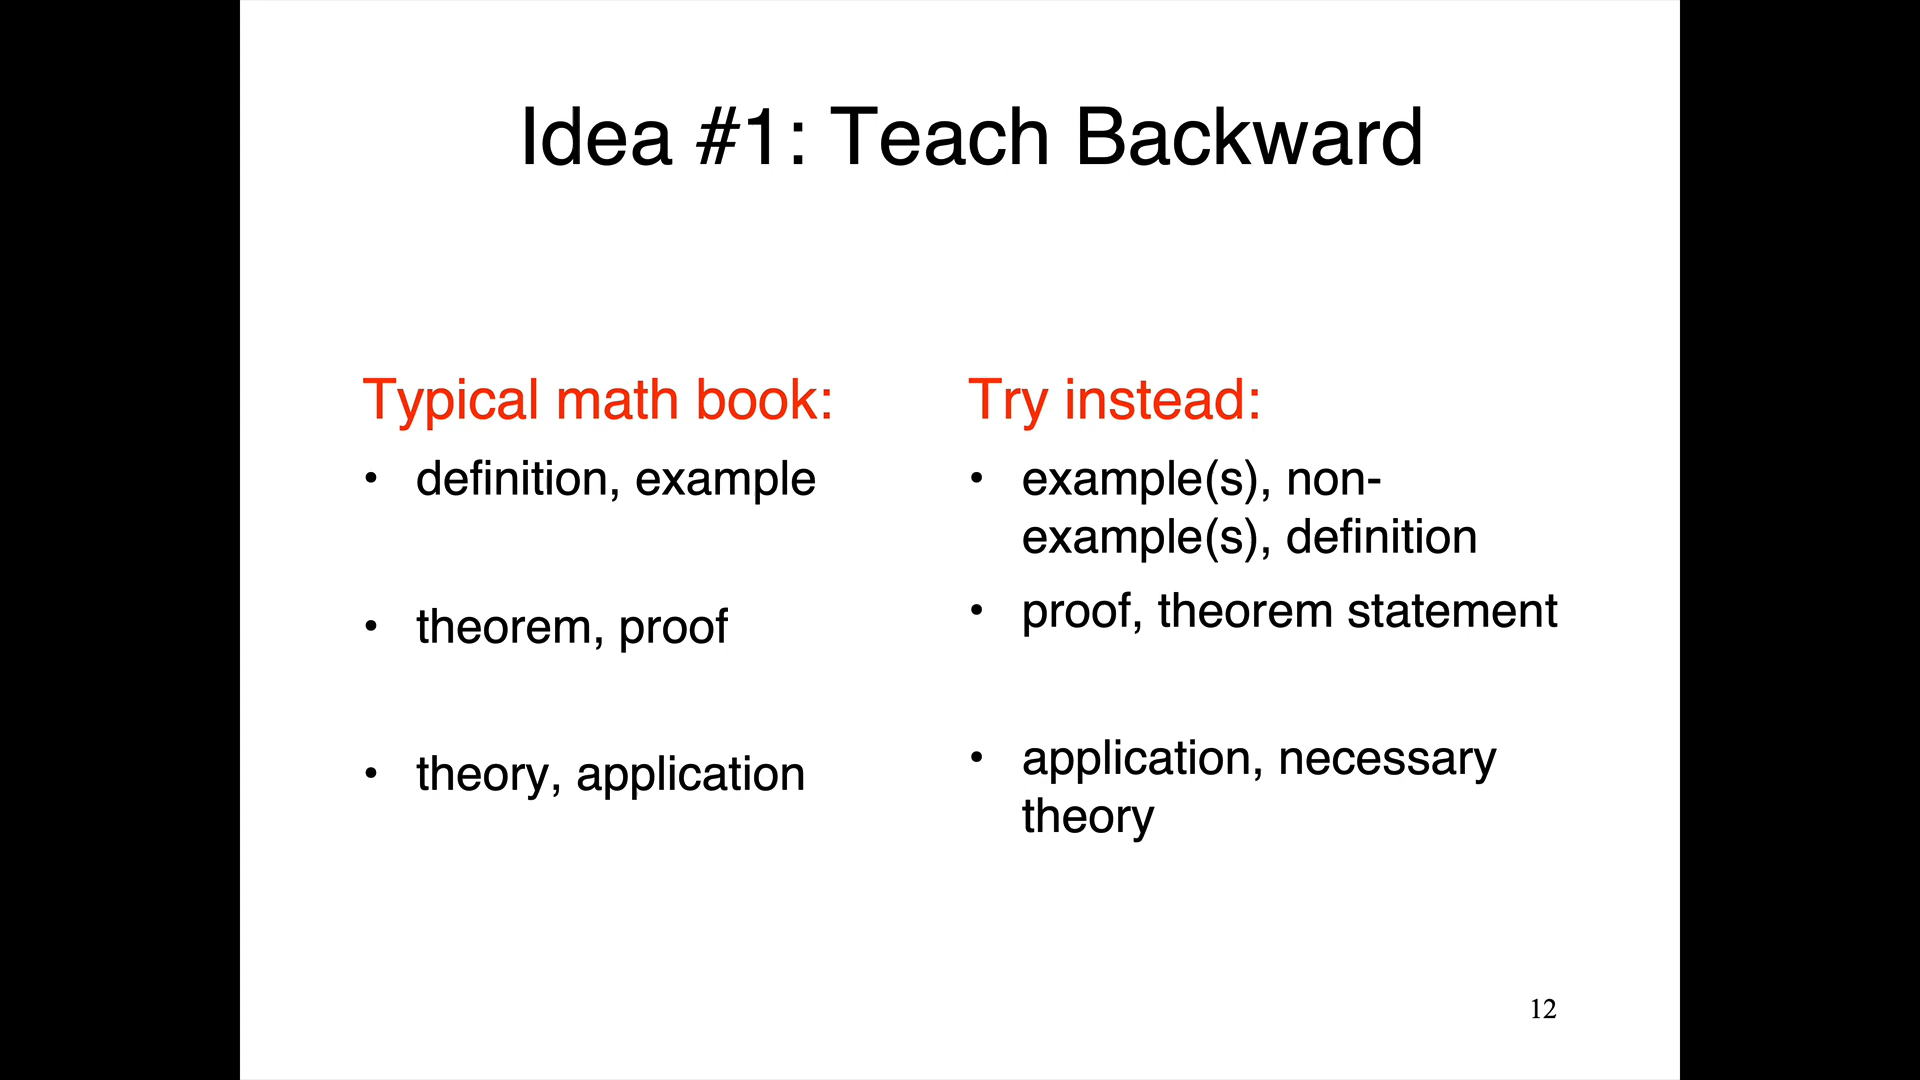 Idea #1: Teach Backward
Typical math book:
• definition, example
• theorem, proof
• theory, application
Try instead:
• example(s), non-
example(s), definition
• proof, theorem statement
• application, necessary
theory
12